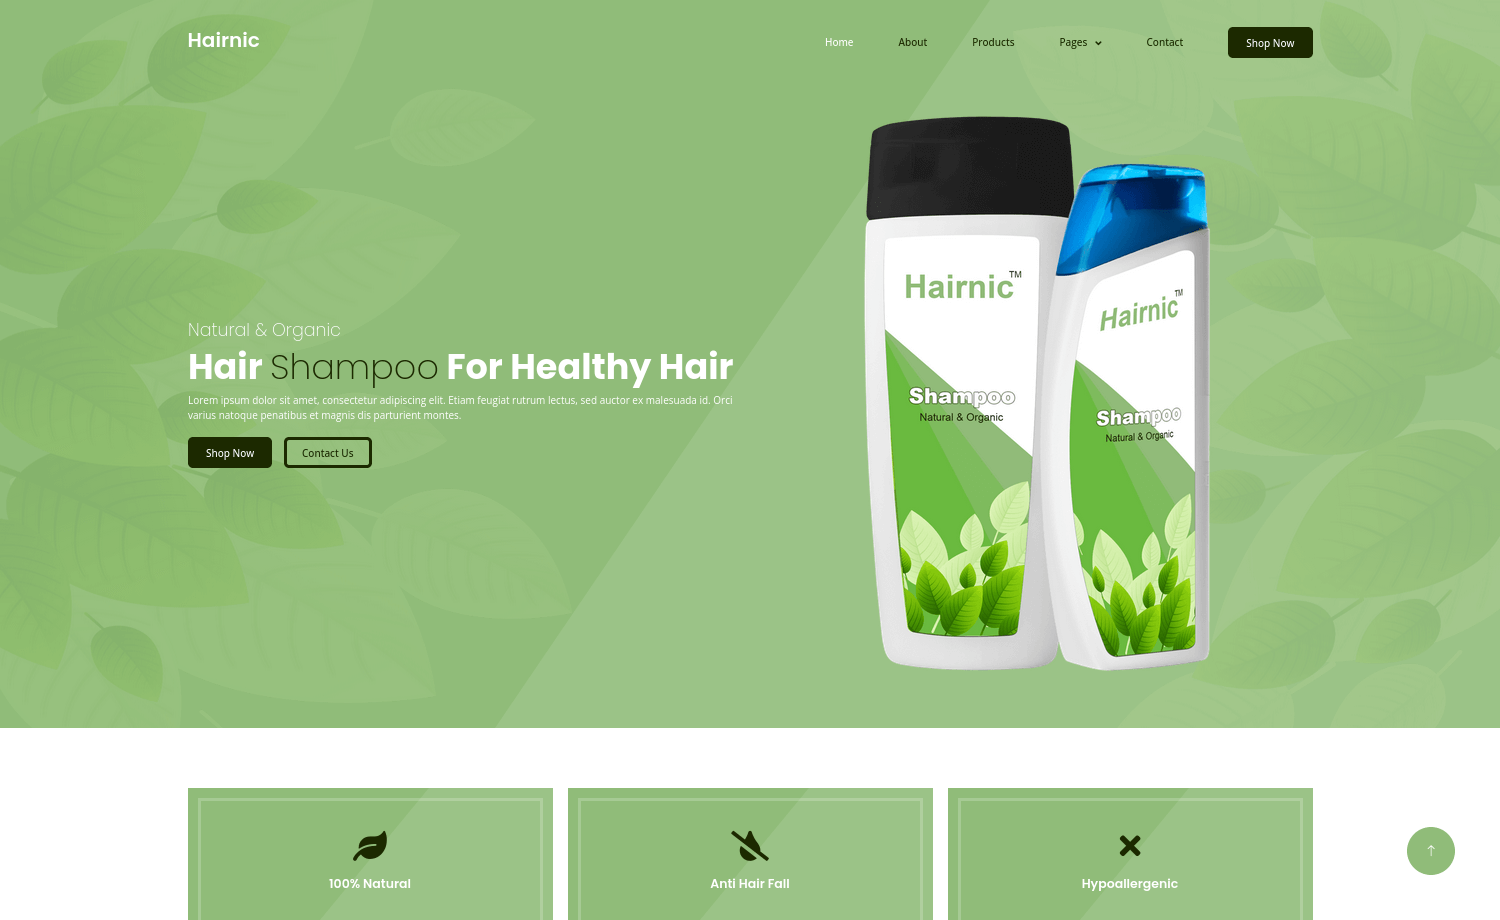 Hairnic
Home About Products Pages Contact Shop Now
Hairnic™
Shampoo
Natural & Organic
Hairnic™
Shampoo
Natural & Organic
Natural & Organic
Hair Shampoo For Healthy Hair
Lorem ipsum dolor sit amet, consectetur adipiscing elit. Etiam feugiat rutrum lectus, sed auctor ex malesuada id. Orci
varius natoque penatibus et magnis dis parturient montes.
Shop Now Contact Us
100% Natural Anti Hair Fall Hypoallergenic